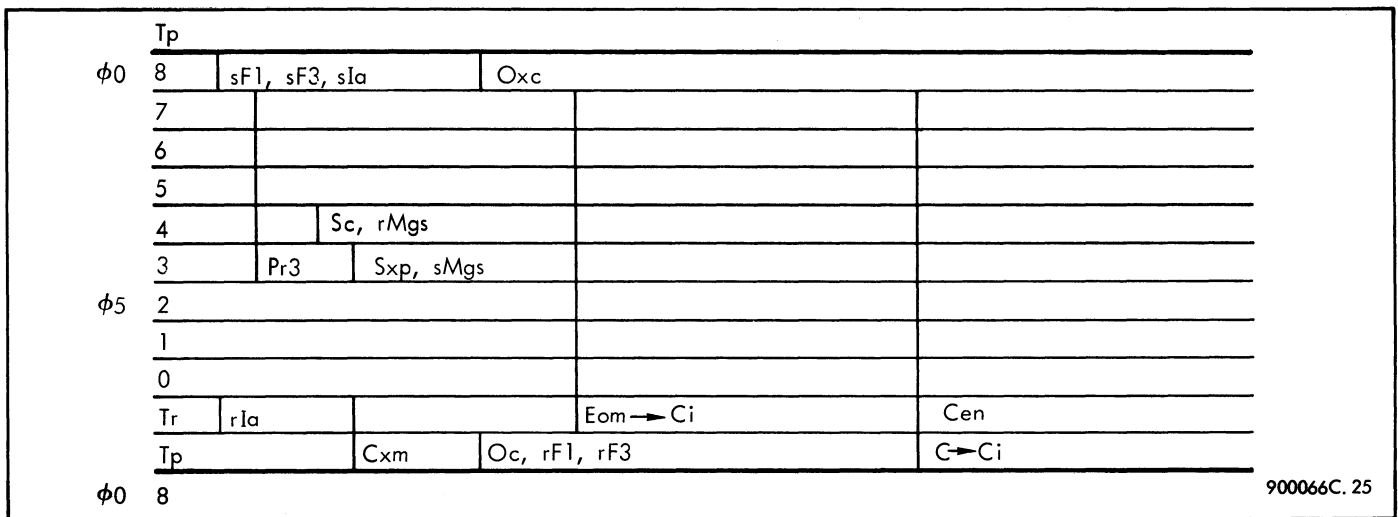 Tp
ϕ0 8 sF1, sF3, sIa Oxc
7
6
5
4 Sc, rMgs
3 Pr3 Sxp, sMgs
ϕ5 2
1
0
Tr rIa Eom → Ci Cen
Tp Cxm Oc, rF1, rF3 C→Ci
ϕ0 8
900066C.25